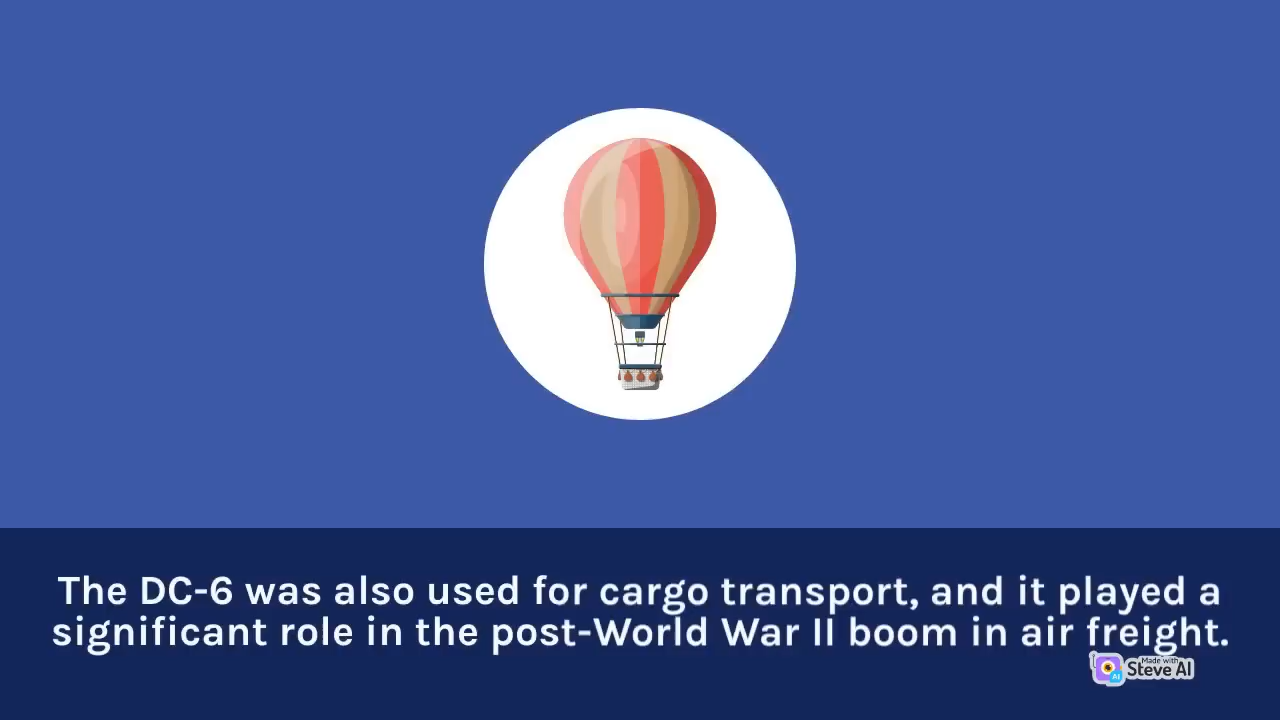 The DC-6 was also used for cargo transport, and it played a
significant role in the post-World War II boom in air freight.
Made with
Steve AI
AI